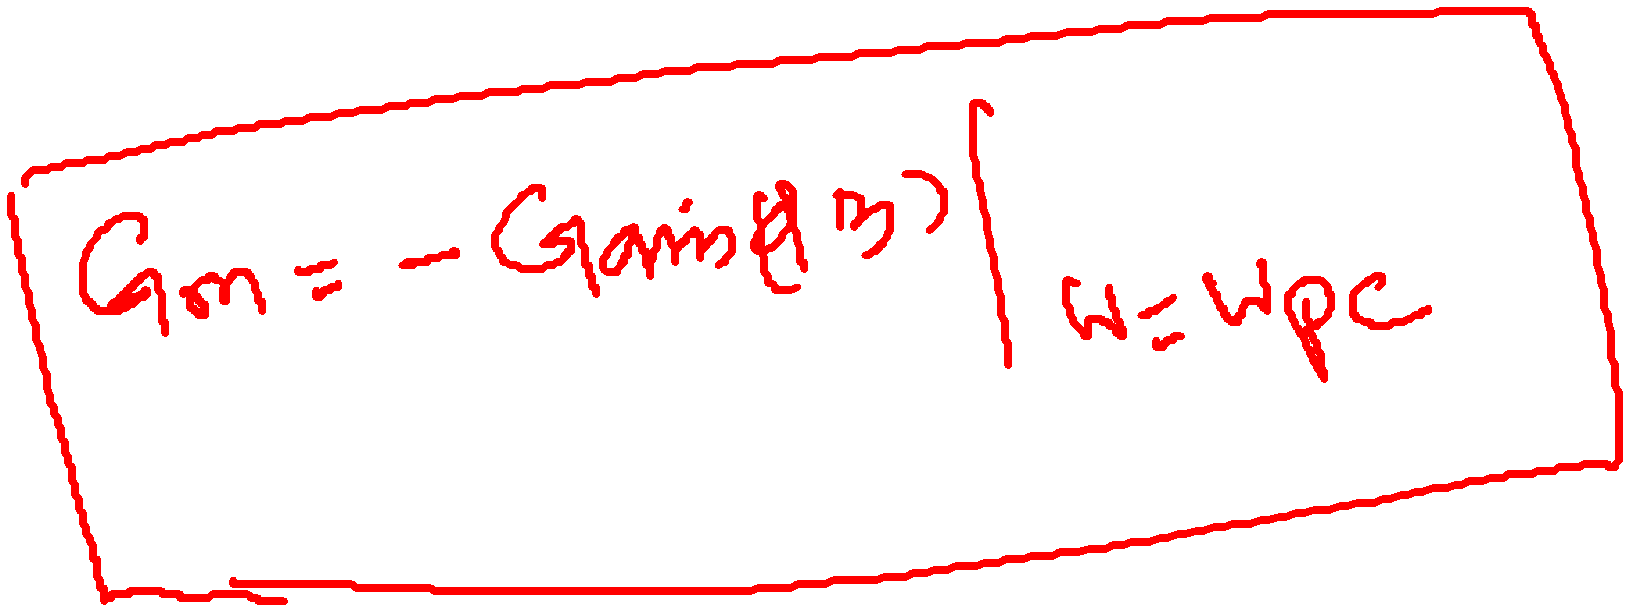 Gm = - Gain(dB) | w = wpc